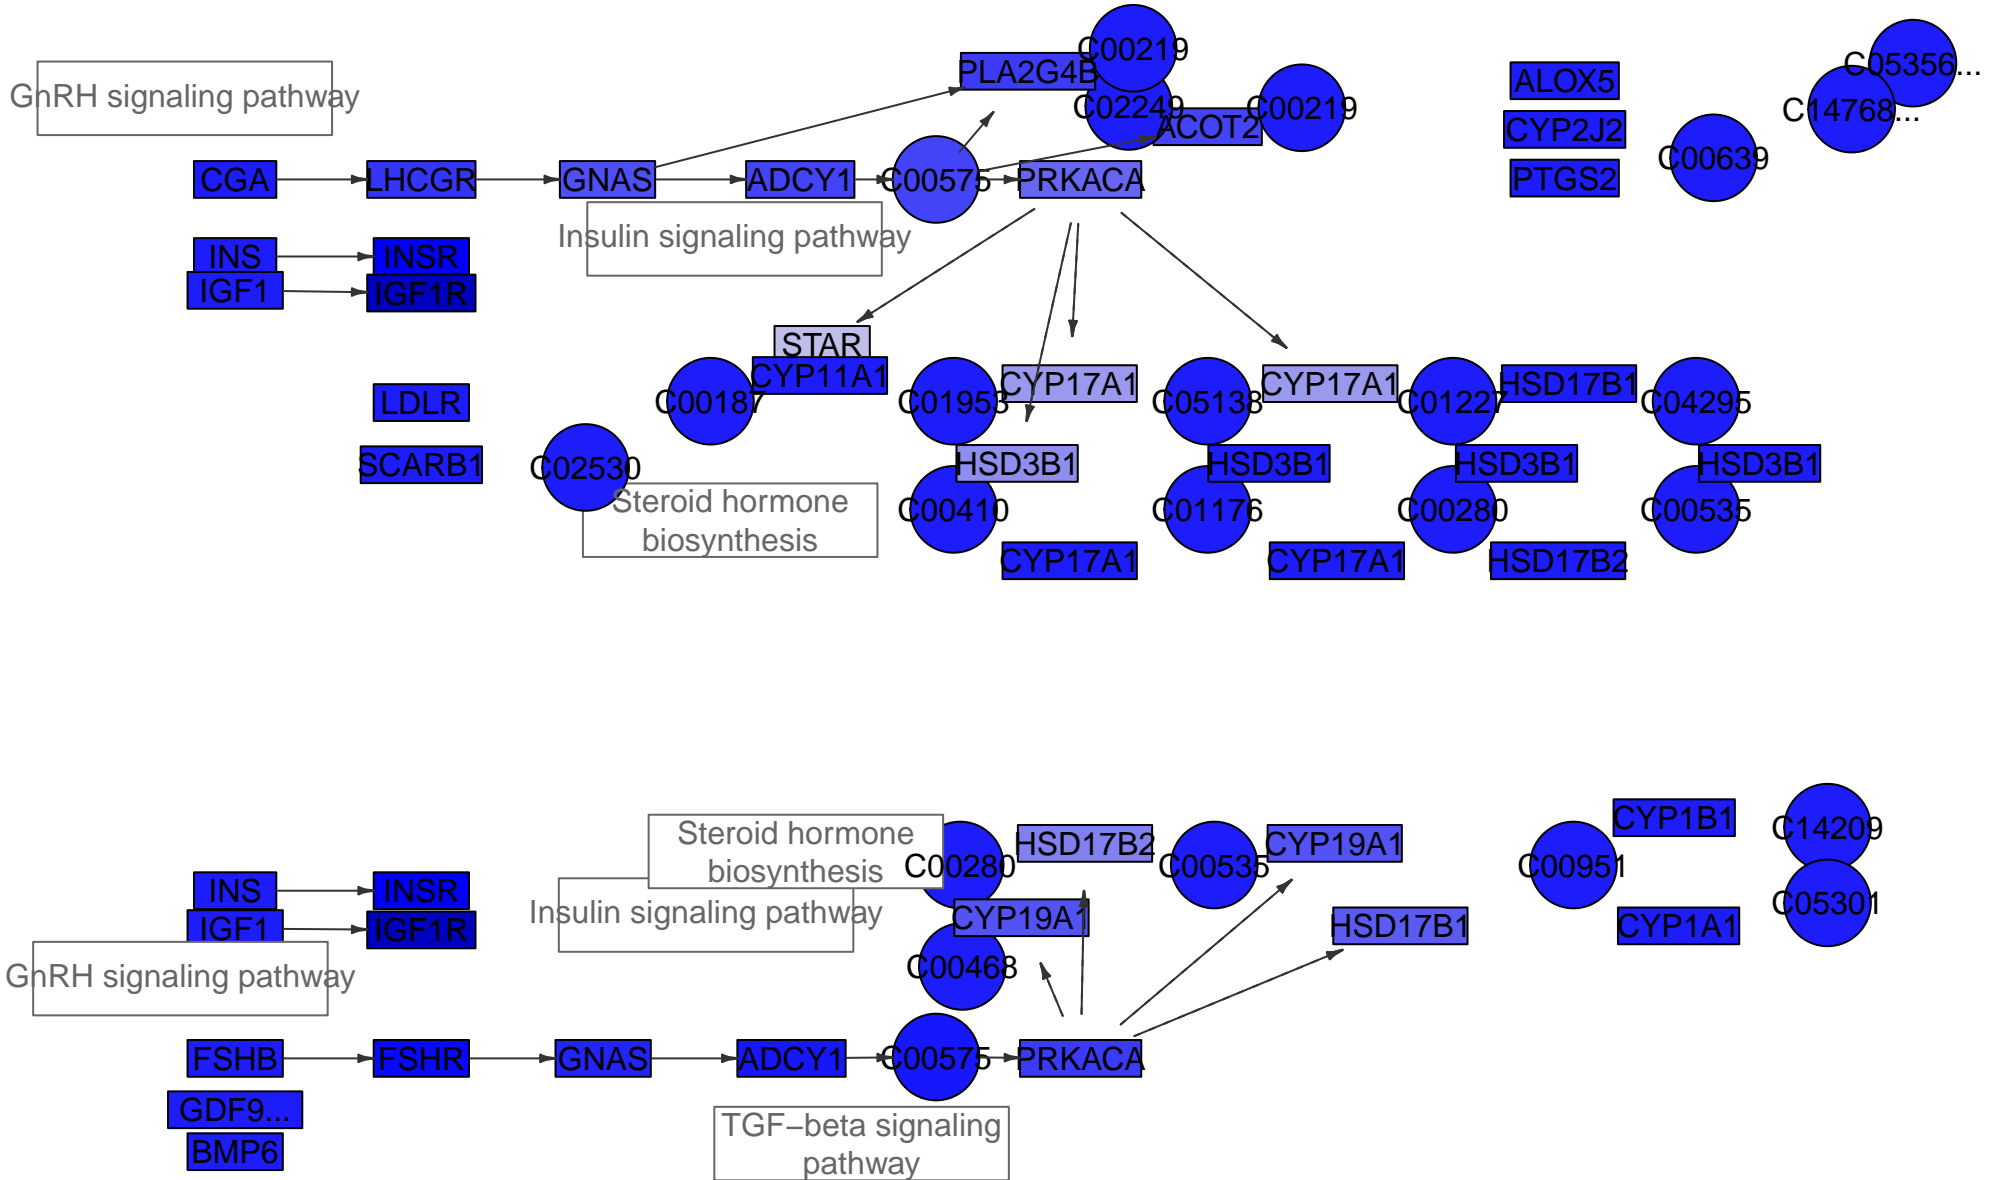 GnRH signaling pathway
PLA2G4B
C00219
C02249
ACOT2
C00219
ALOX5
CYP2J2
PTGS2
C00639
C05356...
C14768...
CGA
LHCGR
GNAS
ADCY1
C00575
PRKACA
Insulin signaling pathway
INS
INSR
IGF1
IGF1R
STAR
CYP11A1
C00187
C01953
CYP17A1
C05138
CYP17A1
C01227
HSD17B1
C04295
LDLR
SCARB1
C02530
HSD3B1
HSD3B1
HSD3B1
HSD3B1
Steroid hormone
biosynthesis
C00410
C01176
C00280
C00535
CYP17A1
CYP17A1
HSD17B2
Steroid hormone
biosynthesis
C00280
HSD17B2
C00535
CYP19A1
CYP1B1
C14209
C00951
C05301
INS
INSR
Insulin signaling pathway
CYP19A1
HSD17B1
CYP1A1
IGF1
IGF1R
GnRH signaling pathway
C00468
FSHB
FSHR
GNAS
ADCY1
C00575
PRKACA
GDF9...
BMP6
TGF−beta signaling
pathway